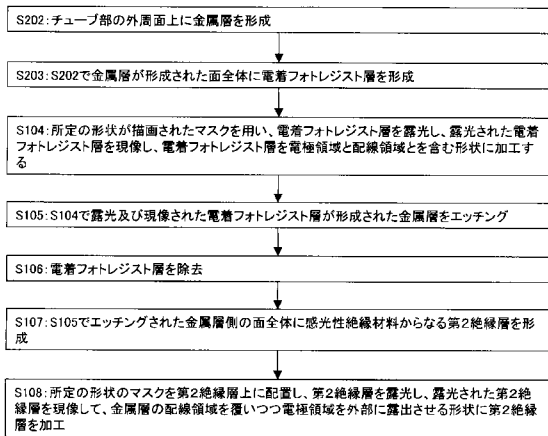 S202:チューブ部の外周面上に金属層を形成
S203:S202で金属層が形成された面全体に電着フォトレジスト層を形成
S104:所定の形状が描画されたマスクを用い、電着フォトレジスト層を露光し、露光された電着
フォトレジスト層を現像し、電着フォトレジスト層を電極領域と配線領域とを含む形状に加工す
る
S105:S104で露光及び現像された電着フォトレジスト層が形成された金属層をエッチング
S106:電着フォトレジスト層を除去
S107:S105でエッチングされた金属層側の面全体に感光性絶縁材料からなる第2絶縁層を形
成
S108:所定の形状のマスクを第2絶縁層上に配置し、第2絶縁層を露光し、露光された第2絶
縁層を現像して、金属層の配線領域を覆いつつ電極領域を外部に露出させる形状に第2絶縁層
を加工